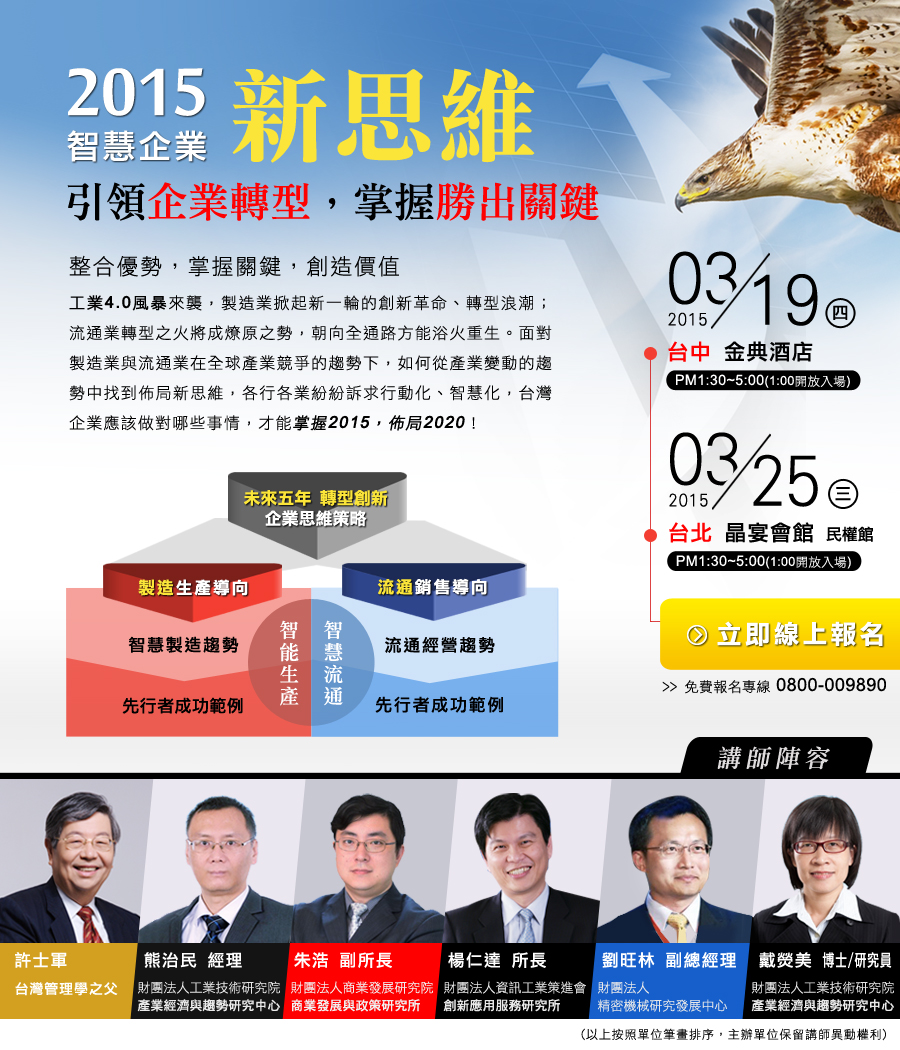 2015
智慧企業
新思維
引領企業轉型，掌握勝出關鍵
整合優勢，掌握關鍵，創造價值
工業4.0風暴來襲，製造業掀起新一輪的創新革命、轉型浪潮；
流通業轉型之火將成燎原之勢，朝向全通路方能浴火重生。面對
製造業與流通業在全球產業競爭的趨勢下，如何從產業變動的趨
勢中找到佈局新思維，各行各業紛紛訴求行動化、智慧化，台灣
企業應該做對哪些事情，才能掌握2015，佈局2020！
03/19
2015
四
台中 金典酒店
PM1:30~5:00(1:00開放入場)
03/25
2015
三
台北 晶宴會館 民權館
PM1:30~5:00(1:00開放入場)
立即線上報名
>> 免費報名專線 0800-009890
未來五年 轉型創新
企業思維策略
製造生產導向
流通銷售導向
智慧製造趨勢
先行者成功範例
智能生產
智慧流通
流通經營趨勢
先行者成功範例
講師陣容
許士軍
台灣管理學之父
熊治民 經理
財團法人工業技術研究院
產業經濟與趨勢研究中心
朱浩 副所長
財團法人商業發展研究院
商業發展與政策研究所
楊仁達 所長
財團法人資訊工業策進會
創新應用服務研究所
劉旺林 副總經理
財團法人
精密機械研究發展中心
戴熒美 博士/研究員
財團法人工業技術研究院
產業經濟與趨勢研究中心
（以上按照單位筆畫排序，主辦單位保留講師異動權利）